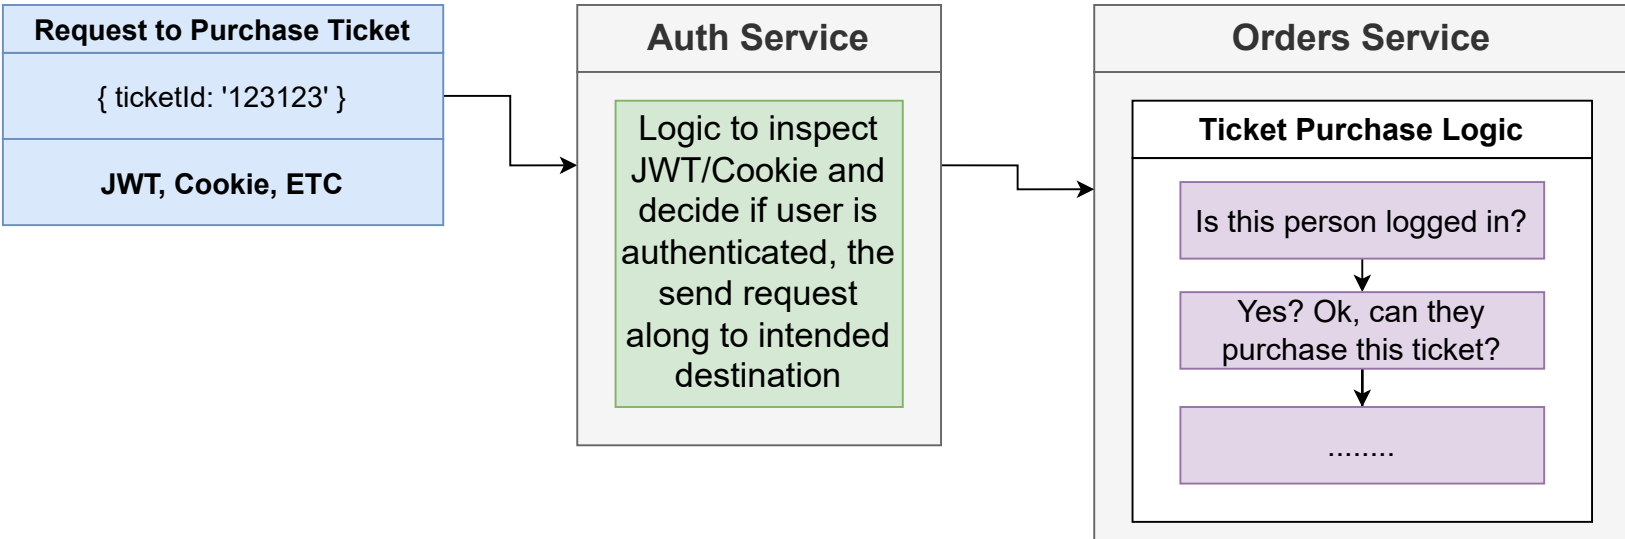 Request to Purchase Ticket
{ ticketId: '123123' }
JWT, Cookie, ETC
Auth Service
Logic to inspect
JWT/Cookie and
decide if user is
authenticated, the
send request
along to intended
destination
Orders Service
Ticket Purchase Logic
Is this person logged in?
Yes? Ok, can they
purchase this ticket?
........